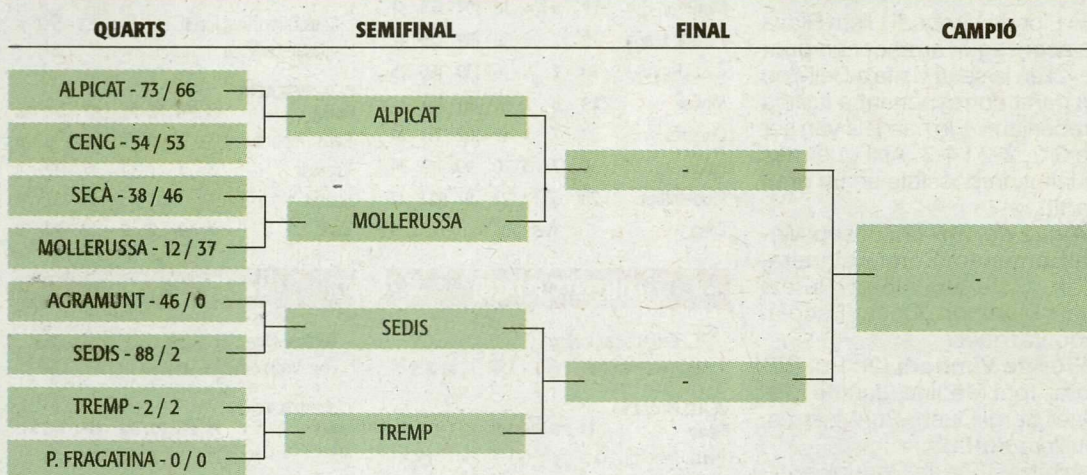 QUARTS SEMIFINAL FINAL CAMPIÓ
ALPICAT - 73 / 66
CENG - 54 / 53
SECÀ - 38 / 46
MOLLERUSSA - 12 / 37
AGRAMUNT - 46 / 0
SEDIS - 88 / 2
TREMP - 2 / 2
P. FRAGATINA - 0 / 0
ALPICAT
MOLLERUSSA
SEDIS
TREMP
-
-
-